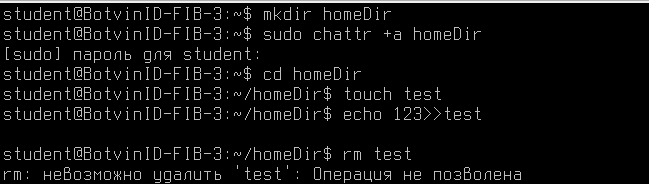 student@BotvinID-FIB-3:~$ mkdir homeDir
student@BotvinID-FIB-3:~$ sudo chattr +a homeDir
[sudo] пароль для student:
student@BotvinID-FIB-3:~$ cd homeDir
student@BotvinID-FIB-3:~/homeDir$ touch test
student@BotvinID-FIB-3:~/homeDir$ echo 123>>test
student@BotvinID-FIB-3:~/homeDir$ rm test
rm: невозможно удалить 'test': Операция не позволена